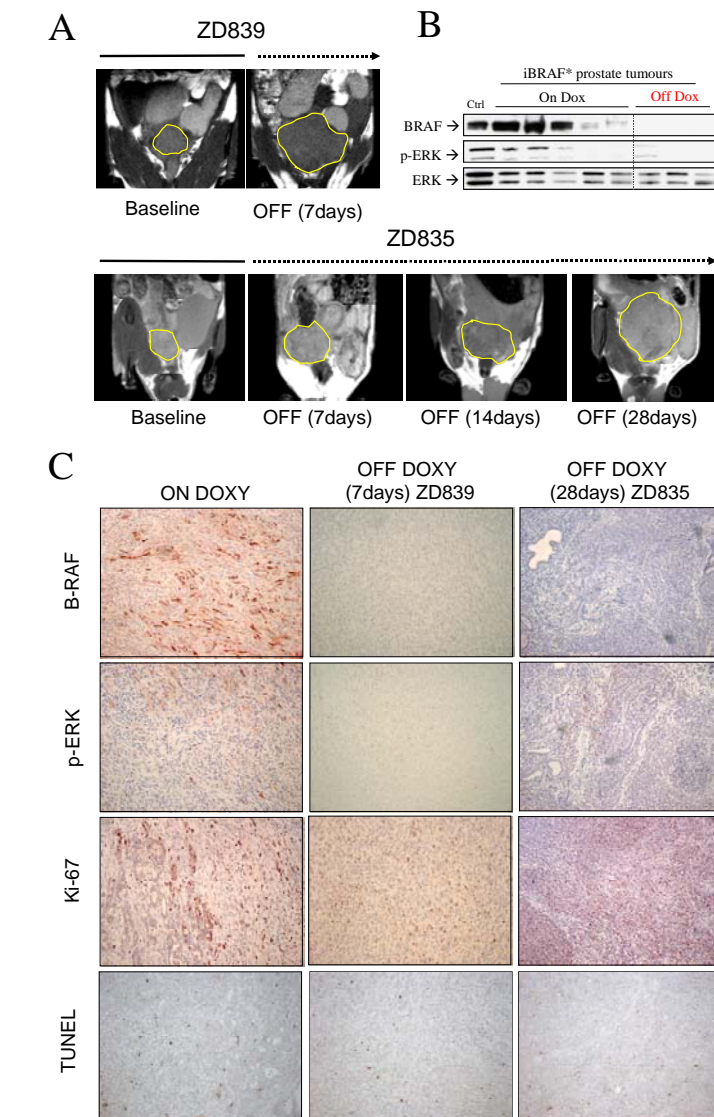 A
ZD839
Baseline
OFF (7days)
B
iBRAF* prostate tumours
Ctrl
On Dox
Off Dox
BRAF →
p-ERK →
ERK →
ZD835
Baseline
OFF (7days)
OFF (14days)
OFF (28days)
C
ON DOXY
OFF DOXY
(7days) ZD839
OFF DOXY
(28days) ZD835
B-RAF
p-ERK
Ki-67
TUNEL